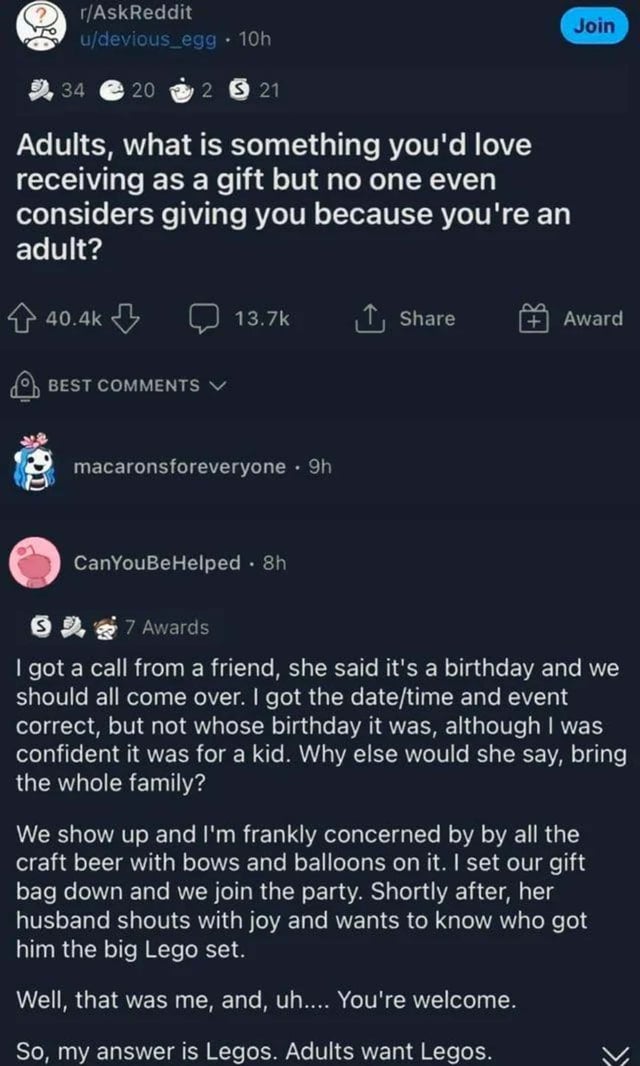 r/AskReddit
u/devious_egg • 10h
Join
34 20 2 S 21
Adults, what is something you'd love
receiving as a gift but no one even
considers giving you because you're an
adult?
40.4k 13.7k Share Award
BEST COMMENTS
macaronsforeveryone • 9h
CanYouBeHelped • 8h
S 7 Awards
I got a call from a friend, she said it's a birthday and we
should all come over. I got the date/time and event
correct, but not whose birthday it was, although I was
confident it was for a kid. Why else would she say, bring
the whole family?
We show up and I'm frankly concerned by by all the
craft beer with bows and balloons on it. I set our gift
bag down and we join the party. Shortly after, her
husband shouts with joy and wants to know who got
him the big Lego set.
Well, that was me, and, uh.... You're welcome.
So, my answer is Legos. Adults want Legos.